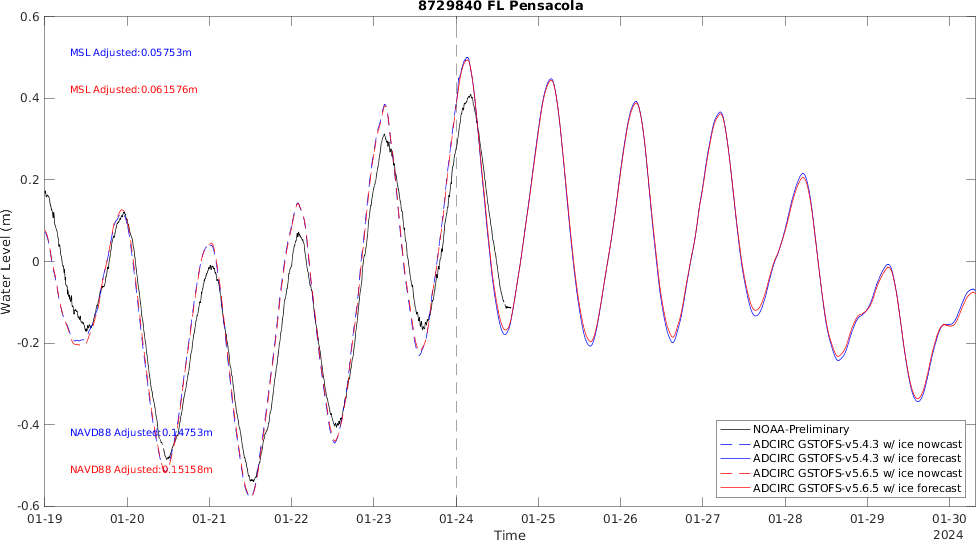 8729840 FL Pensacola
0.6
MSL Adjusted:0.05753m
MSL Adjusted:0.061576m
0.4
0.2
0
-0.2
-0.4
-0.6
Water Level (m)
NAVD88 Adjusted:0.14753m
NAVD88 Adjusted:0.15158m
NOAA-Preliminary
ADCIRC GSTOFS-v5.4.3 w/ ice nowcast
ADCIRC GSTOFS-v5.4.3 w/ ice forecast
ADCIRC GSTOFS-v5.6.5 w/ ice nowcast
ADCIRC GSTOFS-v5.6.5 w/ ice forecast
01-19 01-20 01-21 01-22 01-23 01-24 01-25 01-26 01-27 01-28 01-29 01-30
Time
2024